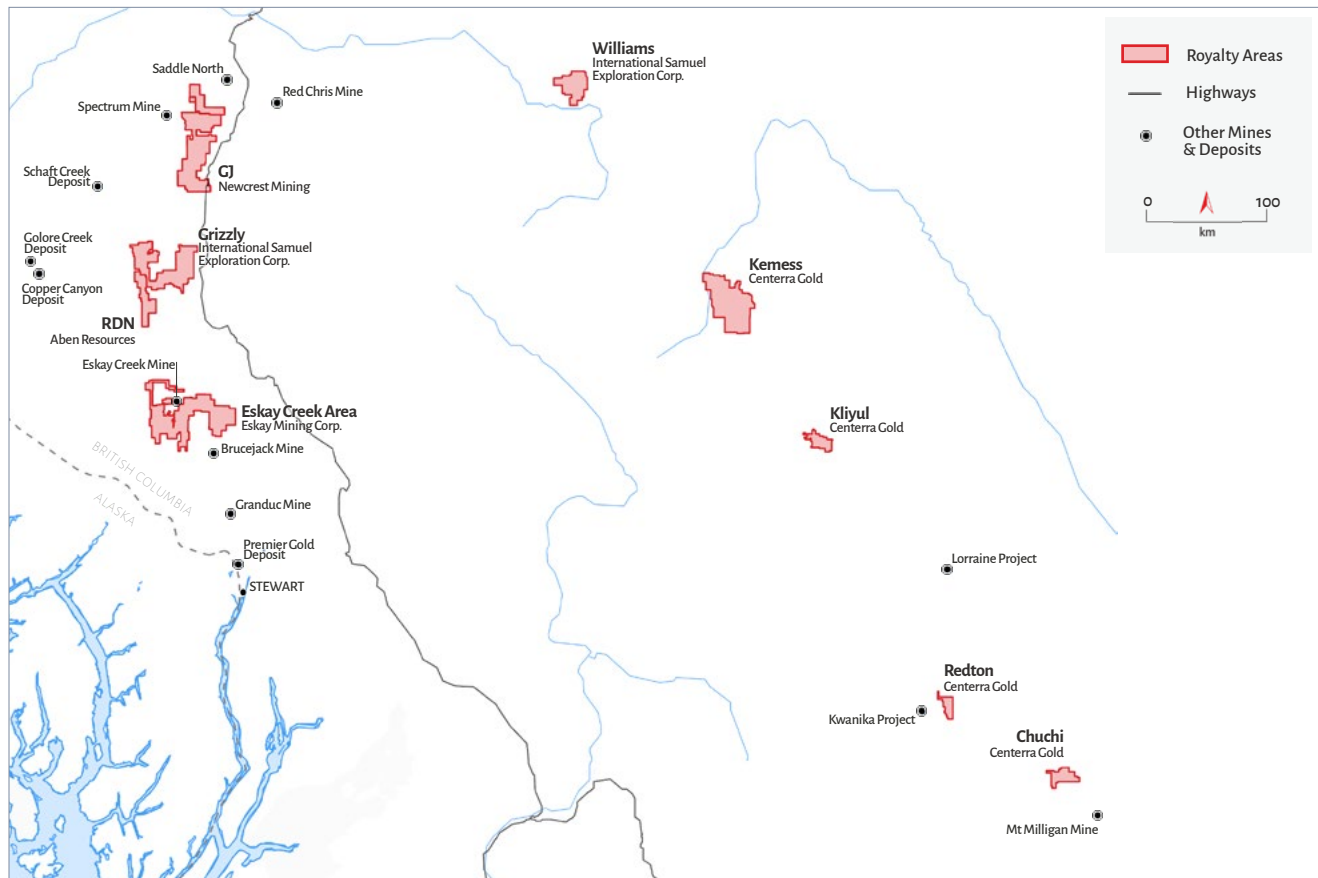 Williams
International Samuel
Exploration Corp.
Saddle North
Red Chris Mine
Spectrum Mine
Schaft Creek
Deposit
GJ
Newcrest Mining
Golore Creek
Deposit
Copper Canyon
Deposit
Grizzly
International Samuel
Exploration Corp.
RDN
Aben Resources
Eskay Creek Mine
Eskay Creek Area
Eskay Mining Corp.
Brucejack Mine
BRITISH COLUMBIA
ALASKA
Granduc Mine
Premier Gold
Deposit
STEWART
Kemess
Centerra Gold
Kliyul
Centerra Gold
Lorraine Project
Redton
Centerra Gold
Kwanika Project
Chuchi
Centerra Gold
Mt Milligan Mine
Royalty Areas
Highways
Other Mines
& Deposits
0 100
km